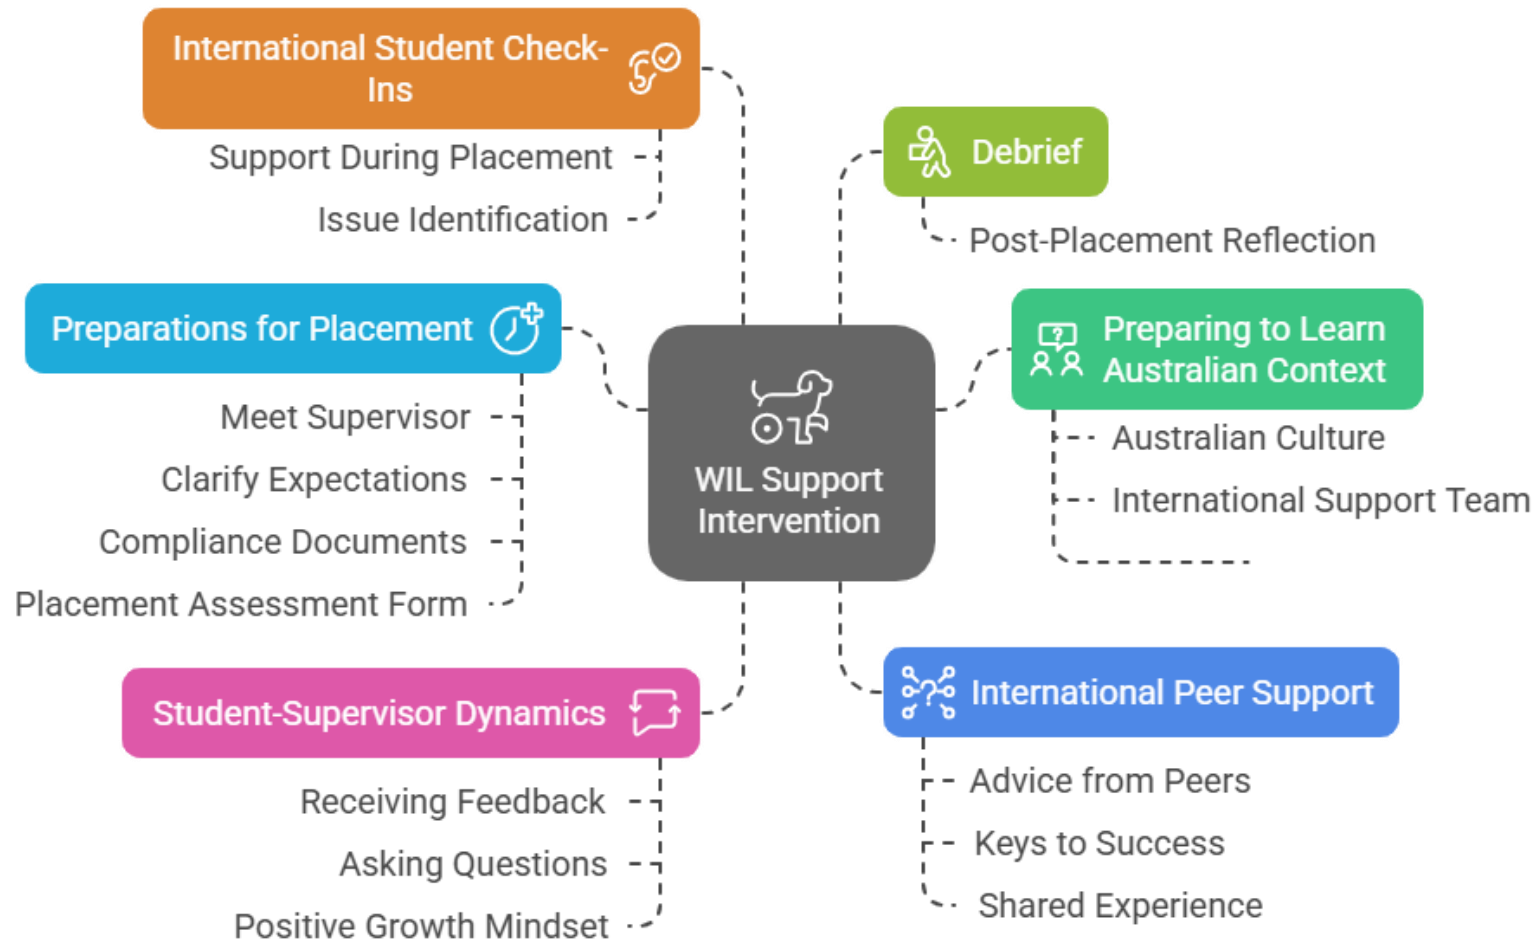 International Student Check-
Ins
Support During Placement
Issue Identification
Preparations for Placement
Meet Supervisor
Clarify Expectations
Compliance Documents
Placement Assessment Form
Student-Supervisor Dynamics
Receiving Feedback
Asking Questions
Positive Growth Mindset
WIL Support
Intervention
Debrief
Post-Placement Reflection
Preparing to Learn
Australian Context
Australian Culture
International Support Team
International Peer Support
Advice from Peers
Keys to Success
Shared Experience